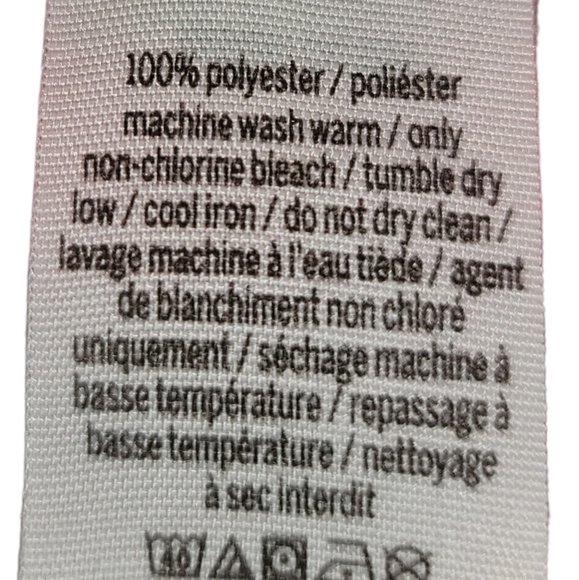 100% polyester / poliéster
machine wash warm / only
non-chlorine bleach / tumble dry
low / cool iron / do not dry clean /
lavage machine à l'eau tiède / agent
de blanchiment non chloré
uniquement / séchage machine à
basse température / repassage à
basse température / nettoyage
à sec interdit
40